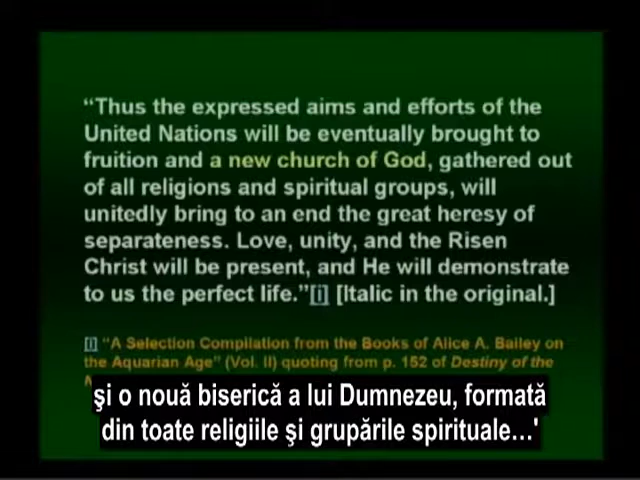 “Thus the expressed aims and efforts of the
United Nations will be eventually brought to
fruition and a new church of God, gathered out
of all religions and spiritual groups, will
unitedly bring to an end the great heresy of
separateness. Love, unity, and the Risen
Christ will be present, and He will demonstrate
to us the perfect life.”[i] [Italic in the original.]
[i] “A Selection Compilation from the Books of Alice A. Bailey on
the Aquarian Age” (Vol. II) quoting from p. 152 of Destiny of the
şi o nouă biserică a lui Dumnezeu, formată
din toate religiile şi grupările spirituale…'